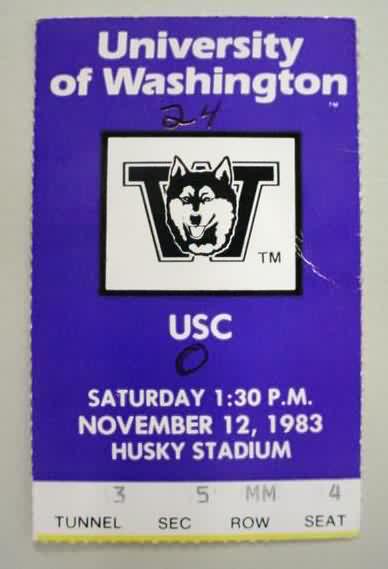 University
of Washington
TM
24
W
TM
USC
0
SATURDAY 1:30 P.M.
NOVEMBER 12, 1983
HUSKY STADIUM
3 5 MM 4
TUNNEL SEC ROW SEAT